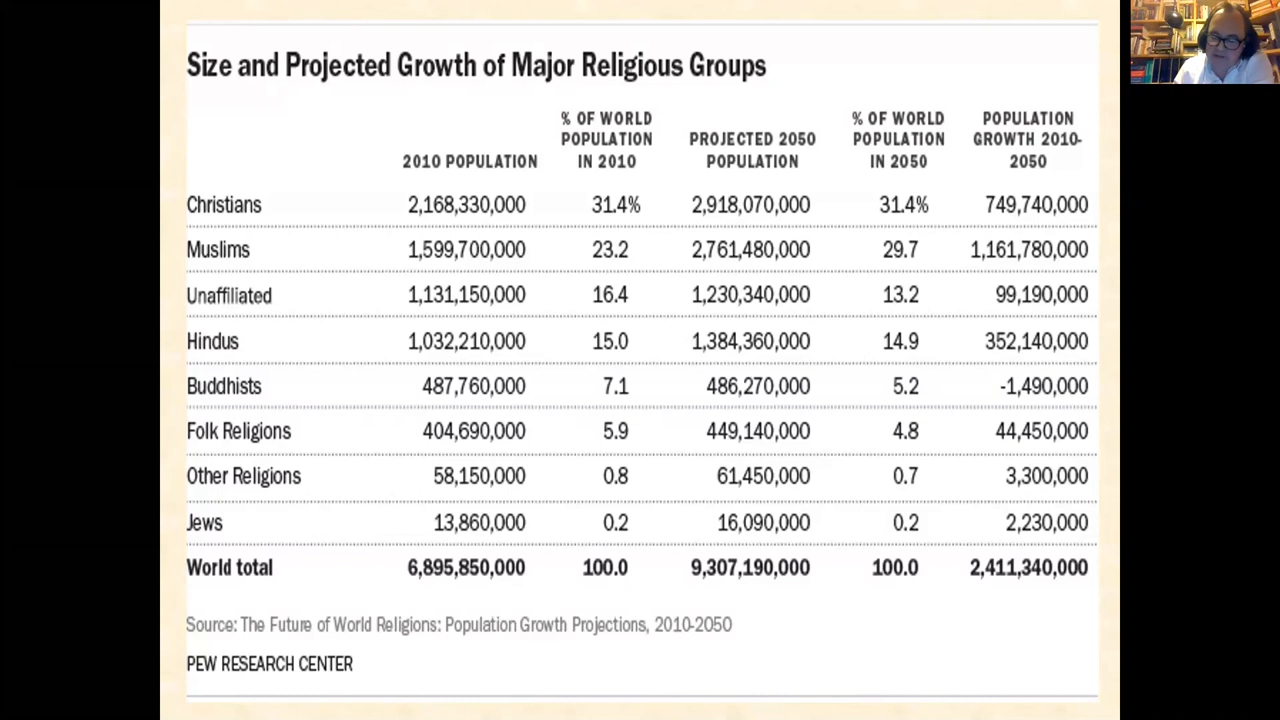 Size and Projected Growth of Major Religious Groups
2010 POPULATION % OF WORLD POPULATION IN 2010 PROJECTED 2050 POPULATION % OF WORLD POPULATION IN 2050 POPULATION GROWTH 2010-2050
Christians 2,168,330,000 31.4% 2,918,070,000 31.4% 749,740,000
Muslims 1,599,700,000 23.2 2,761,480,000 29.7 1,161,780,000
Unaffiliated 1,131,150,000 16.4 1,230,340,000 13.2 99,190,000
Hindus 1,032,210,000 15.0 1,384,360,000 14.9 352,140,000
Buddhists 487,760,000 7.1 486,270,000 5.2 -1,490,000
Folk Religions 404,690,000 5.9 449,140,000 4.8 44,450,000
Other Religions 58,150,000 0.8 61,450,000 0.7 3,300,000
Jews 13,860,000 0.2 16,090,000 0.2 2,230,000
World total 6,895,850,000 100.0 9,307,190,000 100.0 2,411,340,000
Source: The Future of World Religions: Population Growth Projections, 2010-2050
PEW RESEARCH CENTER